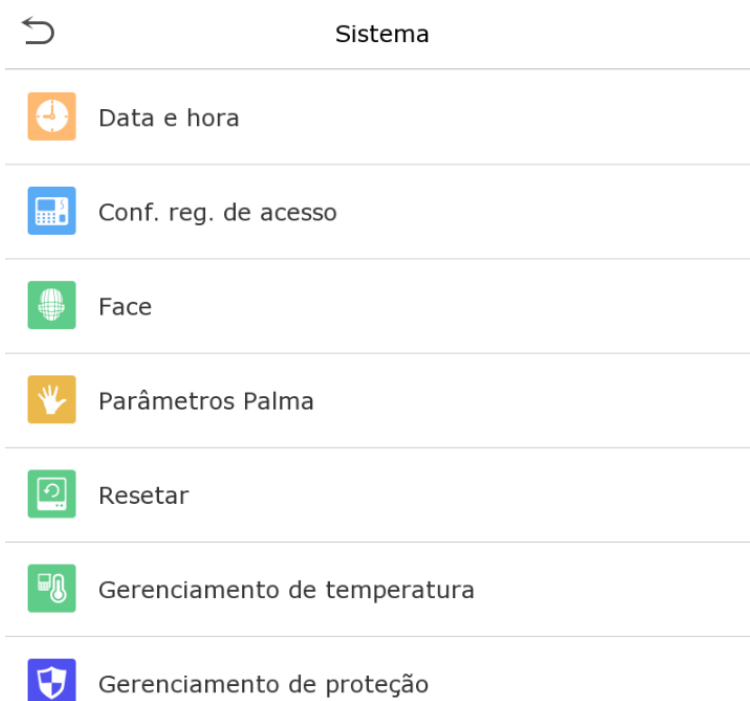 Sistema
Data e hora
Conf. reg. de acesso
Face
Parâmetros Palma
Resetar
Gerenciamento de temperatura
Gerenciamento de proteção